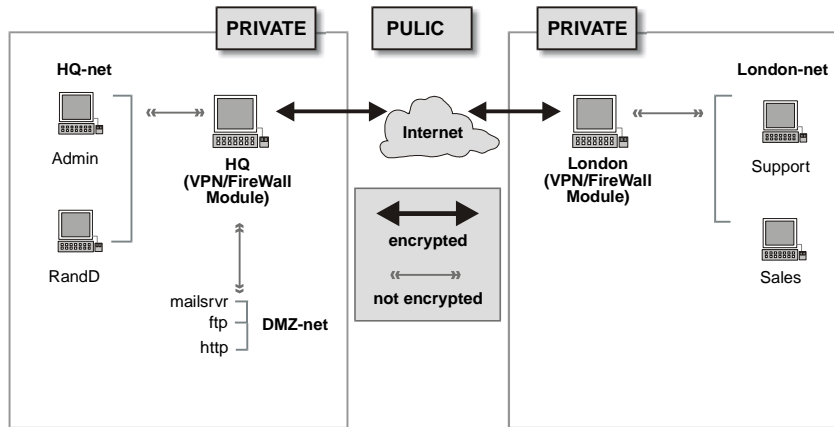 PRIVATE
PULIC
PRIVATE
HQ-net
London-net
Admin
HQ
(VPN/FireWall
Module)
Internet
London
(VPN/FireWall
Module)
Support
RandD
encrypted
not encrypted
Sales
mailsrvr
ftp
http
DMZ-net